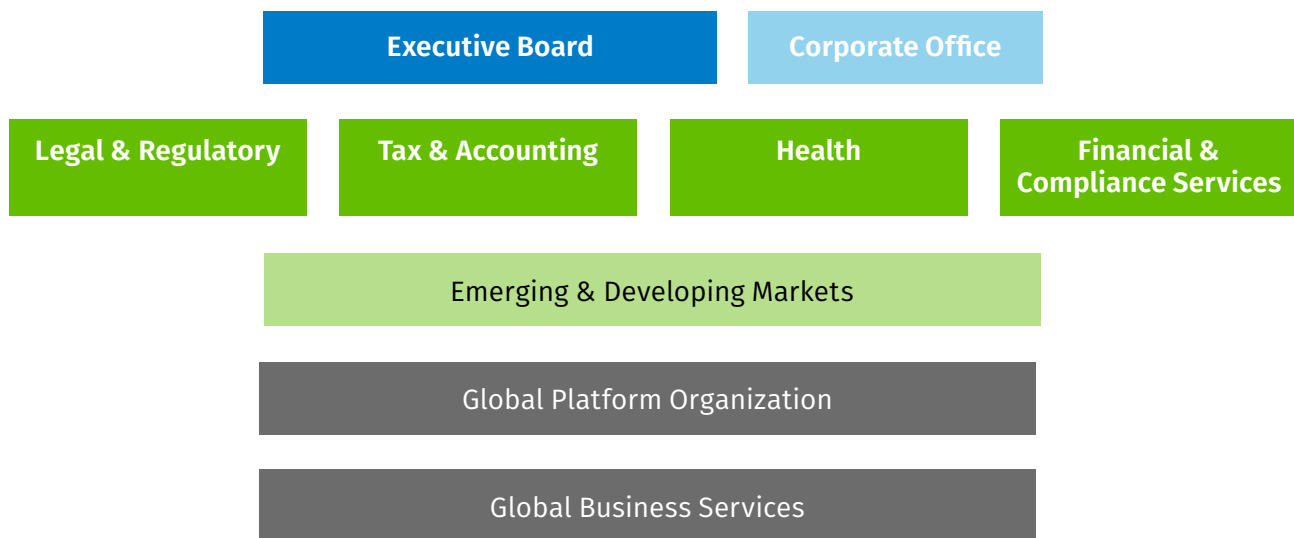 Executive Board
Corporate Office
Legal & Regulatory
Tax & Accounting
Health
Financial &
Compliance Services
Emerging & Developing Markets
Global Platform Organization
Global Business Services